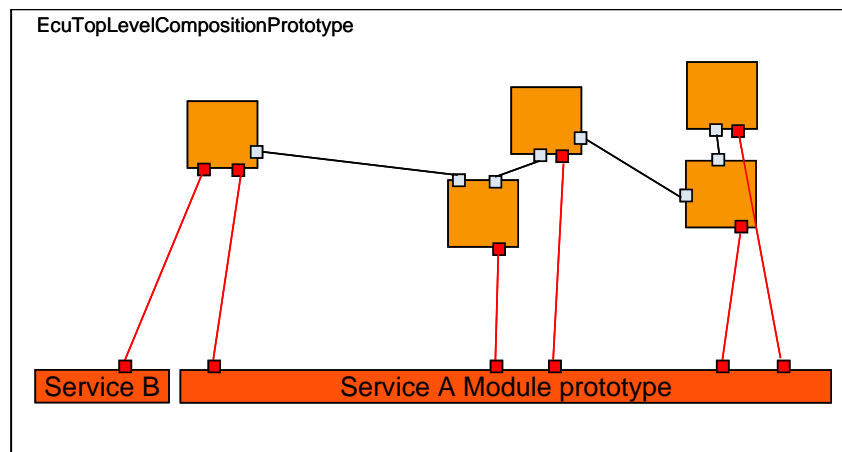 EcuTopLevelCompositionPrototype
Service B
Service A Module prototype